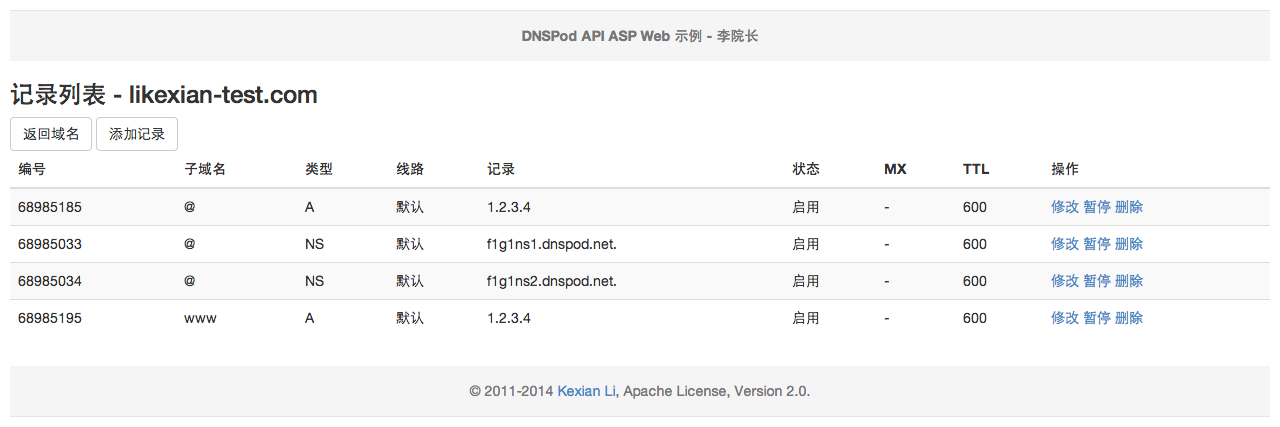 DNSPod API ASP Web 示例 - 李院长
记录列表 - likexian-test.com
返回域名 添加记录
编号 子域名 类型 线路 记录 状态 MX TTL 操作
68985185 @ A 默认 1.2.3.4 启用 - 600 修改 暂停 删除
68985033 @ NS 默认 f1g1ns1.dnspod.net. 启用 - 600 修改 暂停 删除
68985034 @ NS 默认 f1g1ns2.dnspod.net. 启用 - 600 修改 暂停 删除
68985195 www A 默认 1.2.3.4 启用 - 600 修改 暂停 删除
© 2011-2014 Kexian Li, Apache License, Version 2.0.